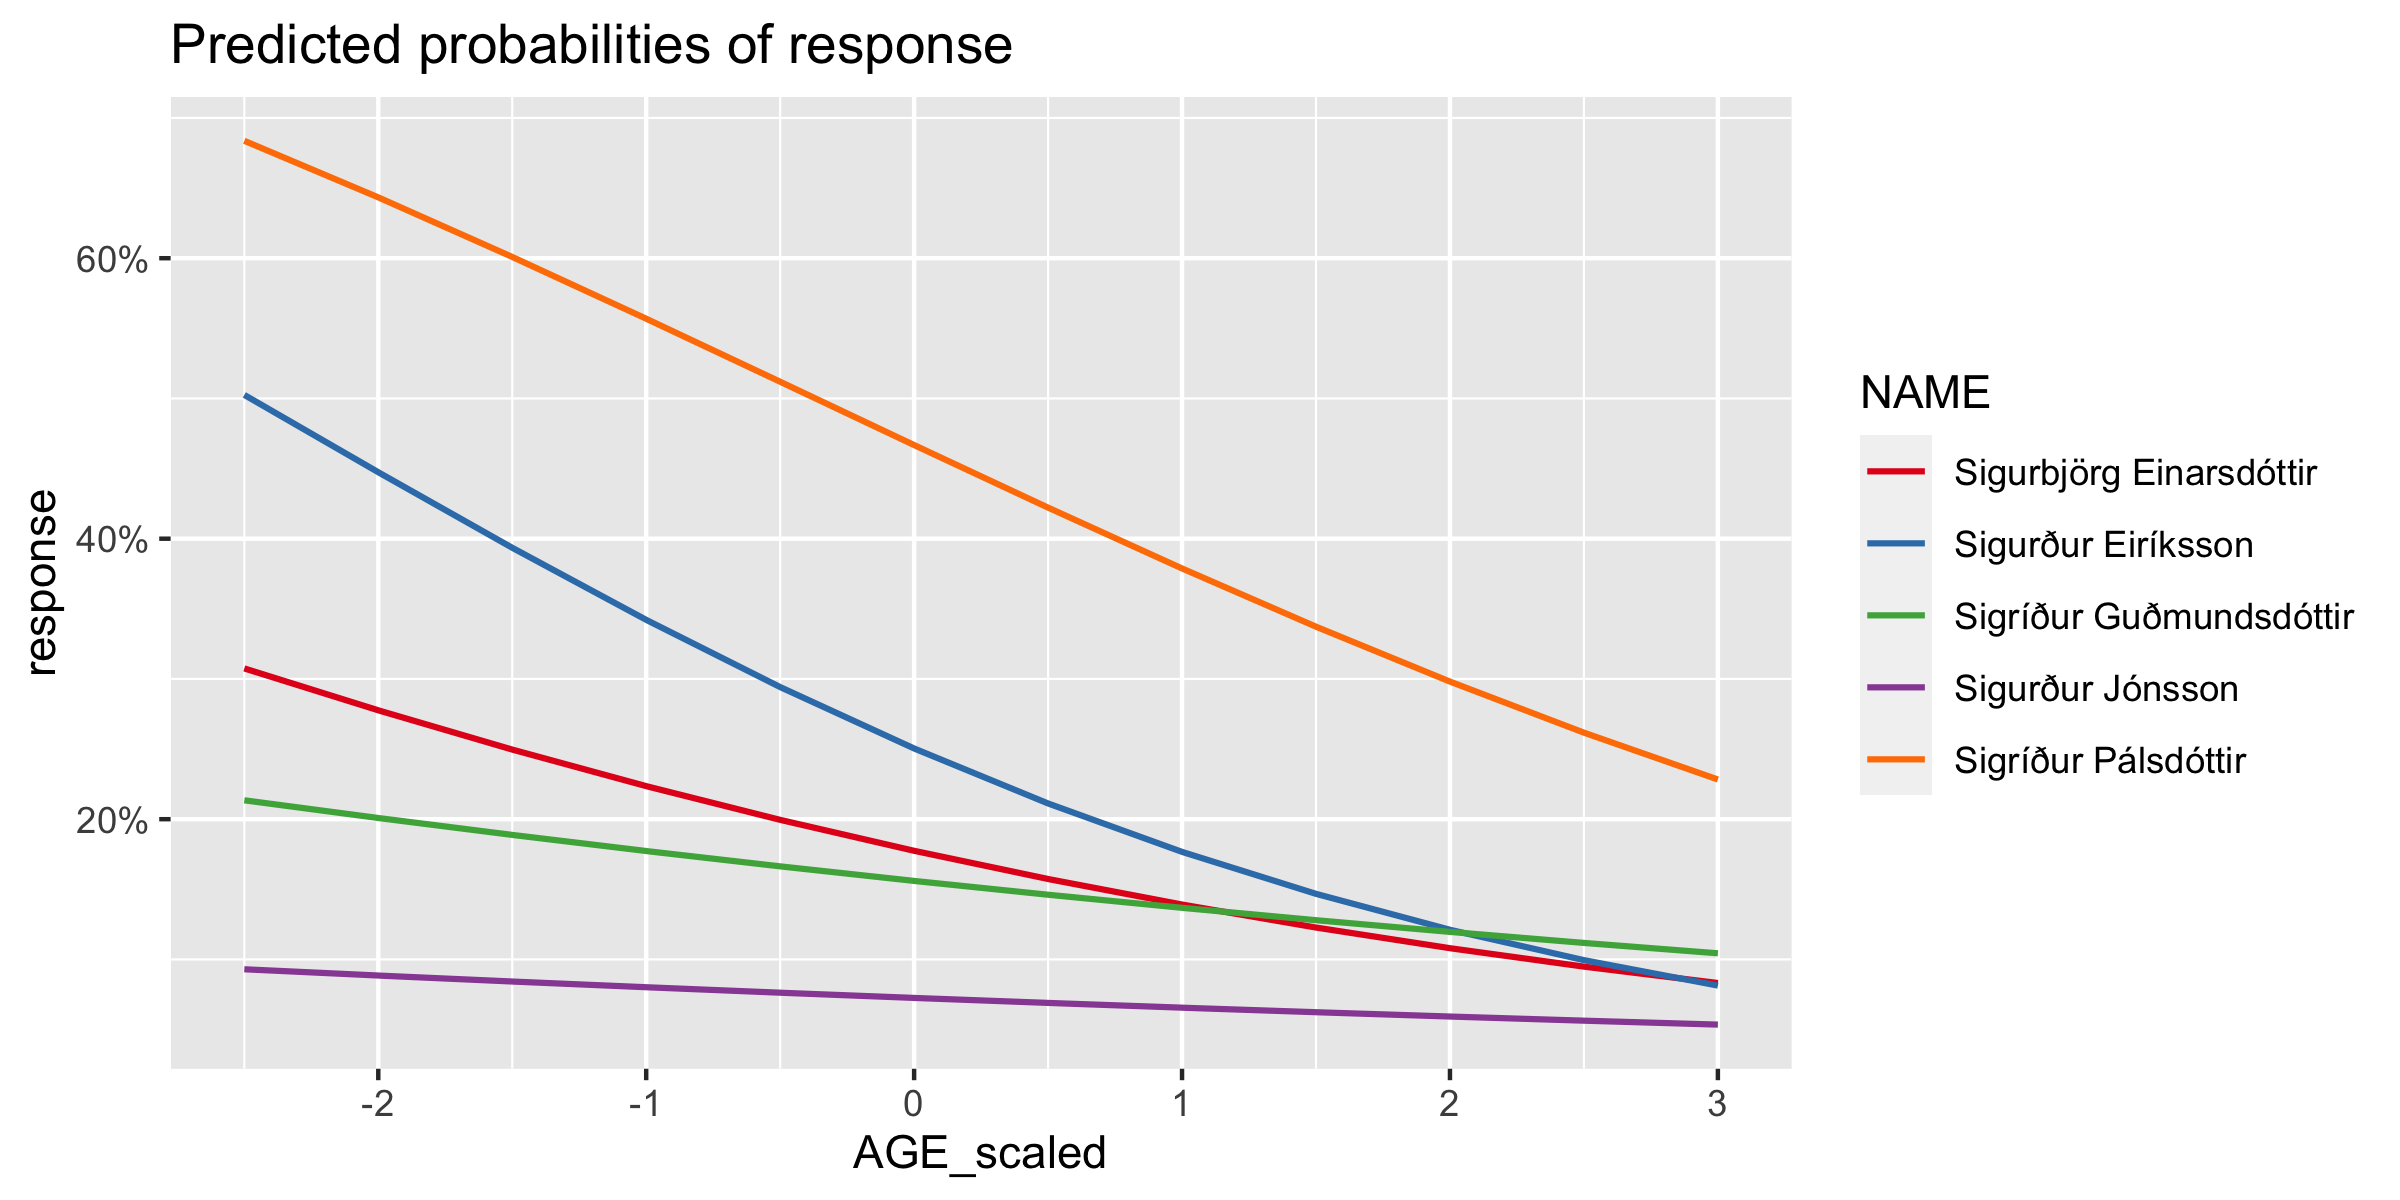 Predicted probabilities of response
response
60%
40%
20%
-2 -1 0 1 2 3
AGE_scaled
NAME
Sigurbjörg Einarsdóttir
Sigurður Eiríksson
Sigríður Guðmundsdóttir
Sigurður Jónsson
Sigríður Pálsdóttir